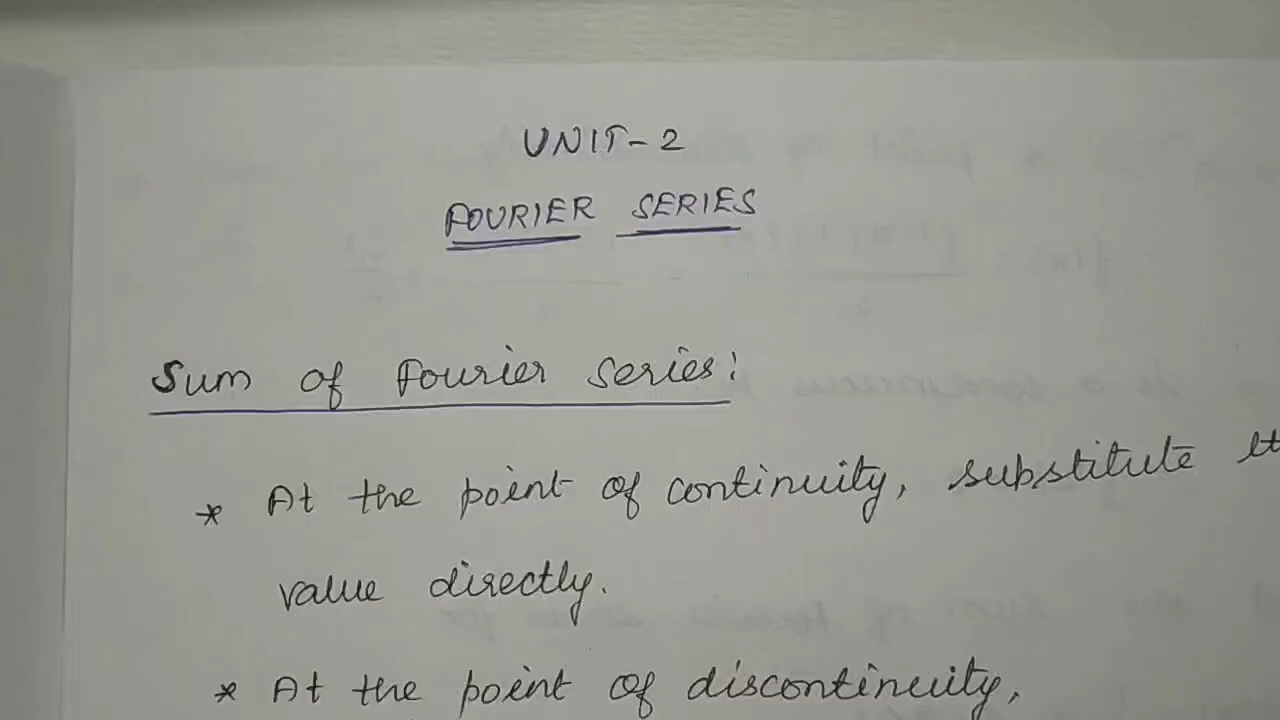 UNIT-2
FOURIER SERIES
Sum of Fourier series:
* At the point of continuity, substitute
value directly.
* At the point of discontinuity,